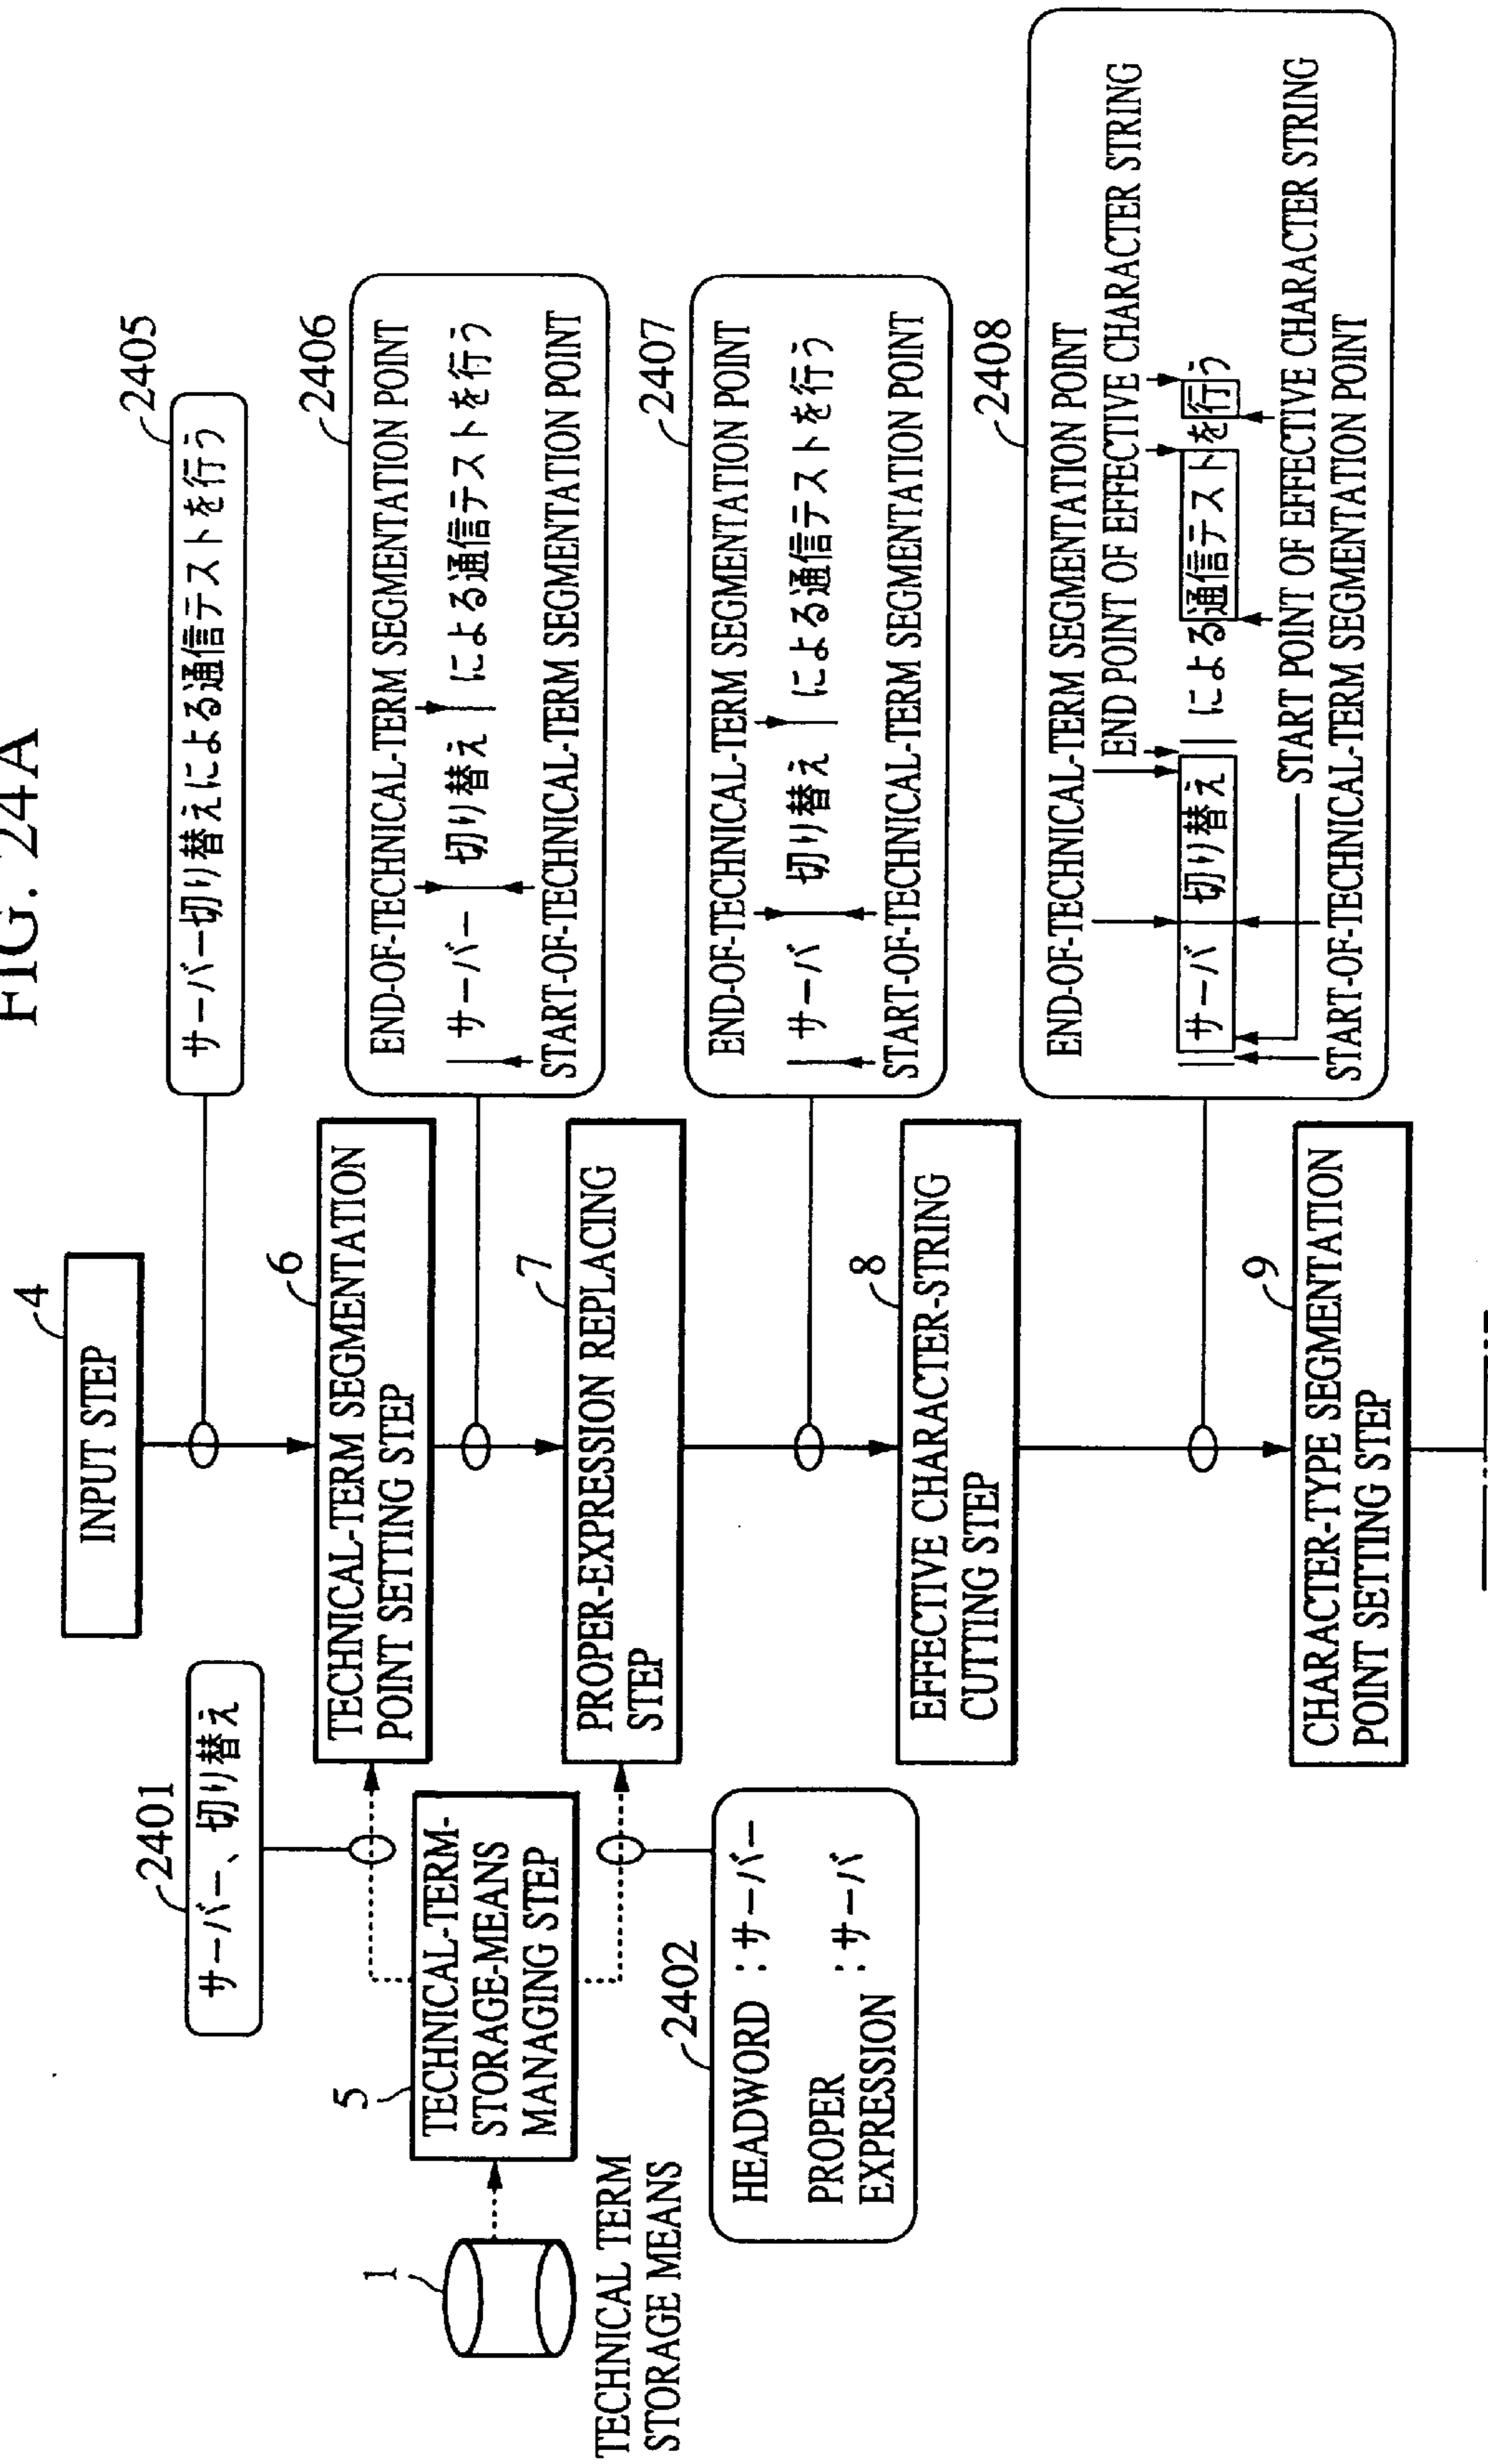 FIG. 24A
4
INPUT STEP
2405
サーバー切り替えによる通信テストを行う
2401
サーバー、切り替え
6
TECHNICAL-TERM SEGMENTATION
POINT SETTING STEP
2406
END-OF-TECHNICAL-TERM SEGMENTATION POINT
サーバー 切り替え による通信テストを行う
START-OF-TECHNICAL-TERM SEGMENTATION POINT
1
TECHNICAL TERM
STORAGE MEANS
5
TECHNICAL-TERM-
STORAGE-MEANS
MANAGING STEP
7
PROPER-EXPRESSION REPLACING
STEP
2407
END-OF-TECHNICAL-TERM SEGMENTATION POINT
サーバ 切り替え による通信テストを行う
START-OF-TECHNICAL-TERM SEGMENTATION POINT
2402
HEADWORD :サーバー
PROPER
EXPRESSION :サーバ
8
EFFECTIVE CHARACTER-STRING
CUTTING STEP
2408
END-OF-TECHNICAL-TERM SEGMENTATION POINT
END POINT OF EFFECTIVE CHARACTER STRING
サーバ 切り替え による通信テストを行う
START POINT OF EFFECTIVE CHARACTER STRING
START-OF-TECHNICAL-TERM SEGMENTATION POINT
9
CHARACTER-TYPE SEGMENTATION
POINT SETTING STEP